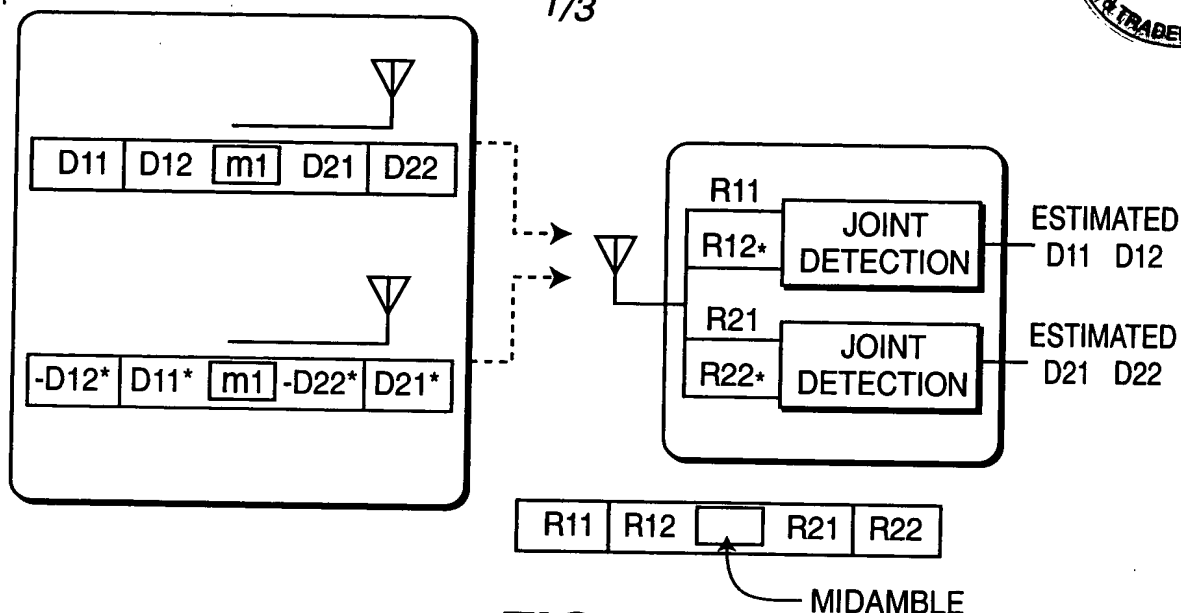 1/3
& TRADE
D11 D12 m1 D21 D22
-D12* D11* m1 -D22* D21*
R11
R12*
JOINT
DETECTION
ESTIMATED
D11 D12
R21
R22*
JOINT
DETECTION
ESTIMATED
D21 D22
R11 R12 R21 R22
MIDAMBLE